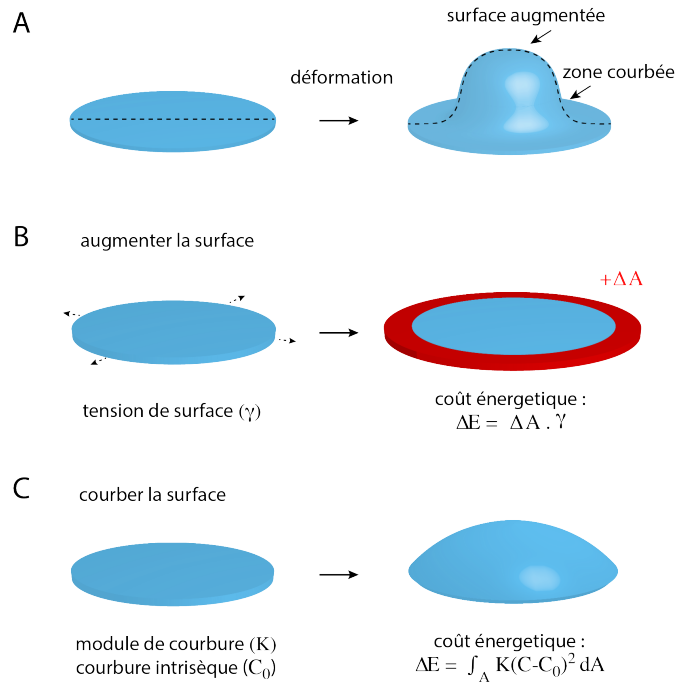 A
surface augmentée
déformation
zone courbée
B
augmenter la surface
+ΔA
tension de surface (γ)
coût énergetique :
ΔE = ΔA . γ
C
courber la surface
module de courbure (K)
courbure intrisèque (C₀)
coût énergetique :
ΔE = ∫_A K(C-C₀)² dA